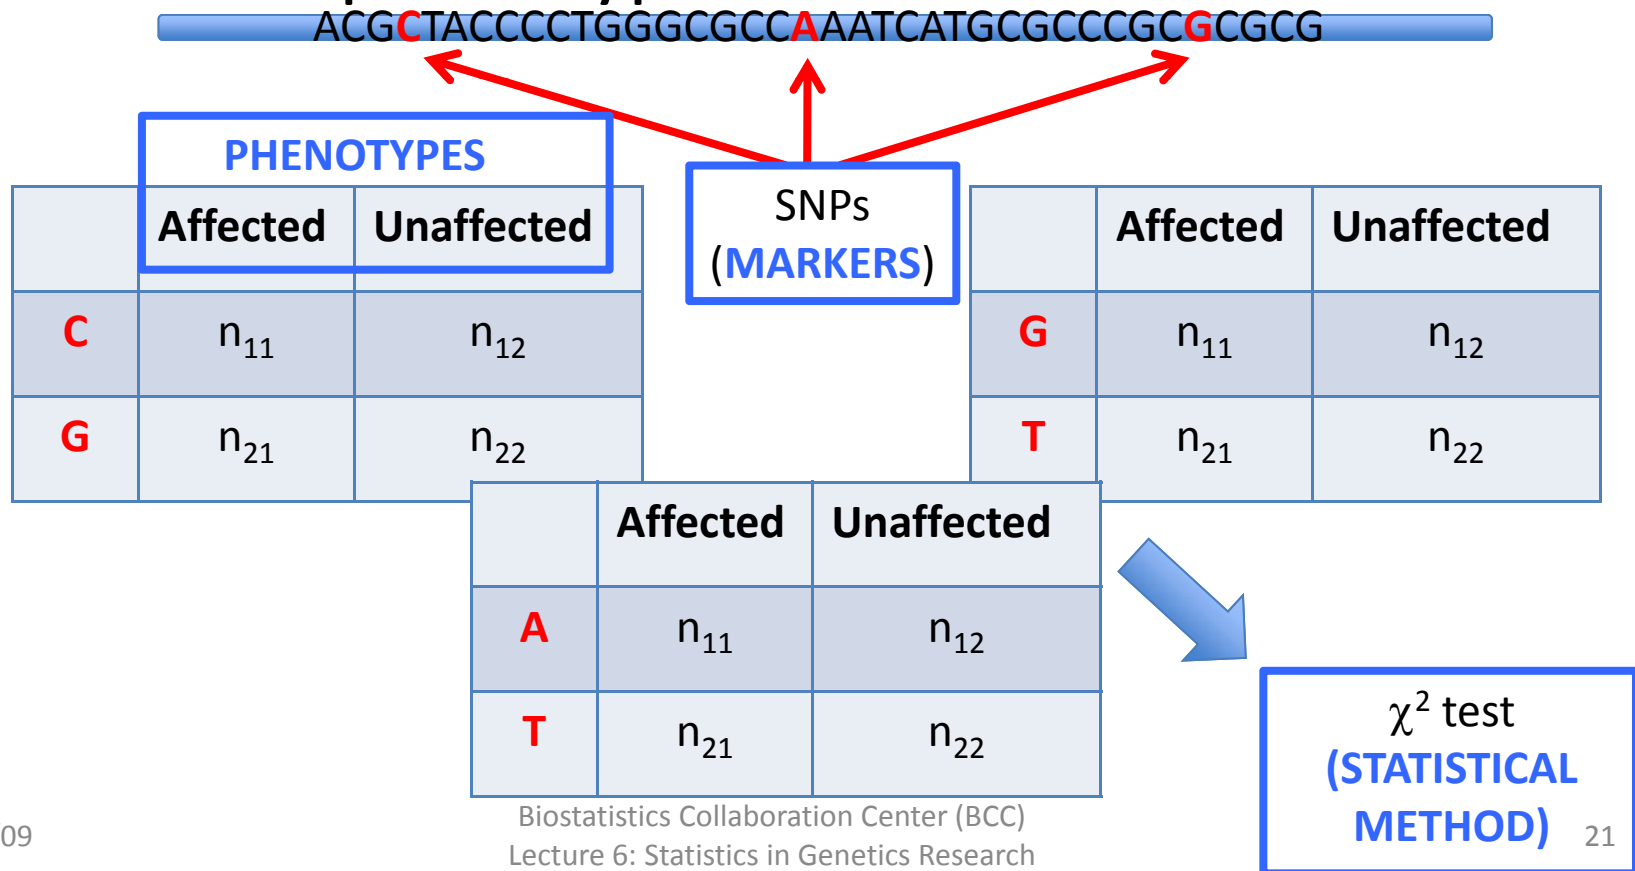 ACGCTACCCCTGGGCGCCAAATCATGCGCCCGCGCGCG
PHENOTYPES
Affected Unaffected
C n11 n12
G n21 n22
SNPs
(MARKERS)
Affected Unaffected
G n11 n12
T n21 n22
Affected Unaffected
A n11 n12
T n21 n22
χ² test
(STATISTICAL
METHOD)
09
Biostatistics Collaboration Center (BCC)
Lecture 6: Statistics in Genetics Research
21